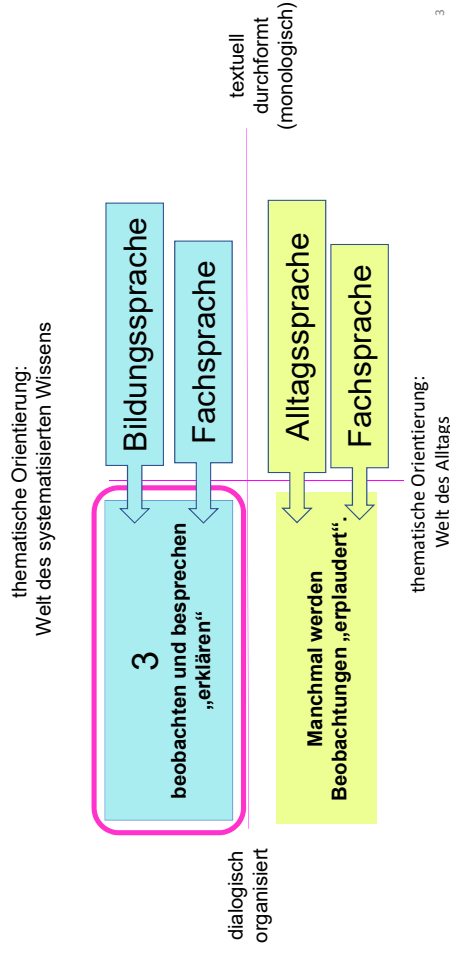 thematische Orientierung:
Welt des systematisierten Wissens
3
beobachten und besprechen
„erklären“
Bildungssprache
Fachsprache
dialogisch
organisiert
textuell
durchformt
(monologisch)
Manchmal werden
Beobachtungen „erplaudert“.
Alltagssprache
Fachsprache
thematische Orientierung:
Welt des Alltags
3